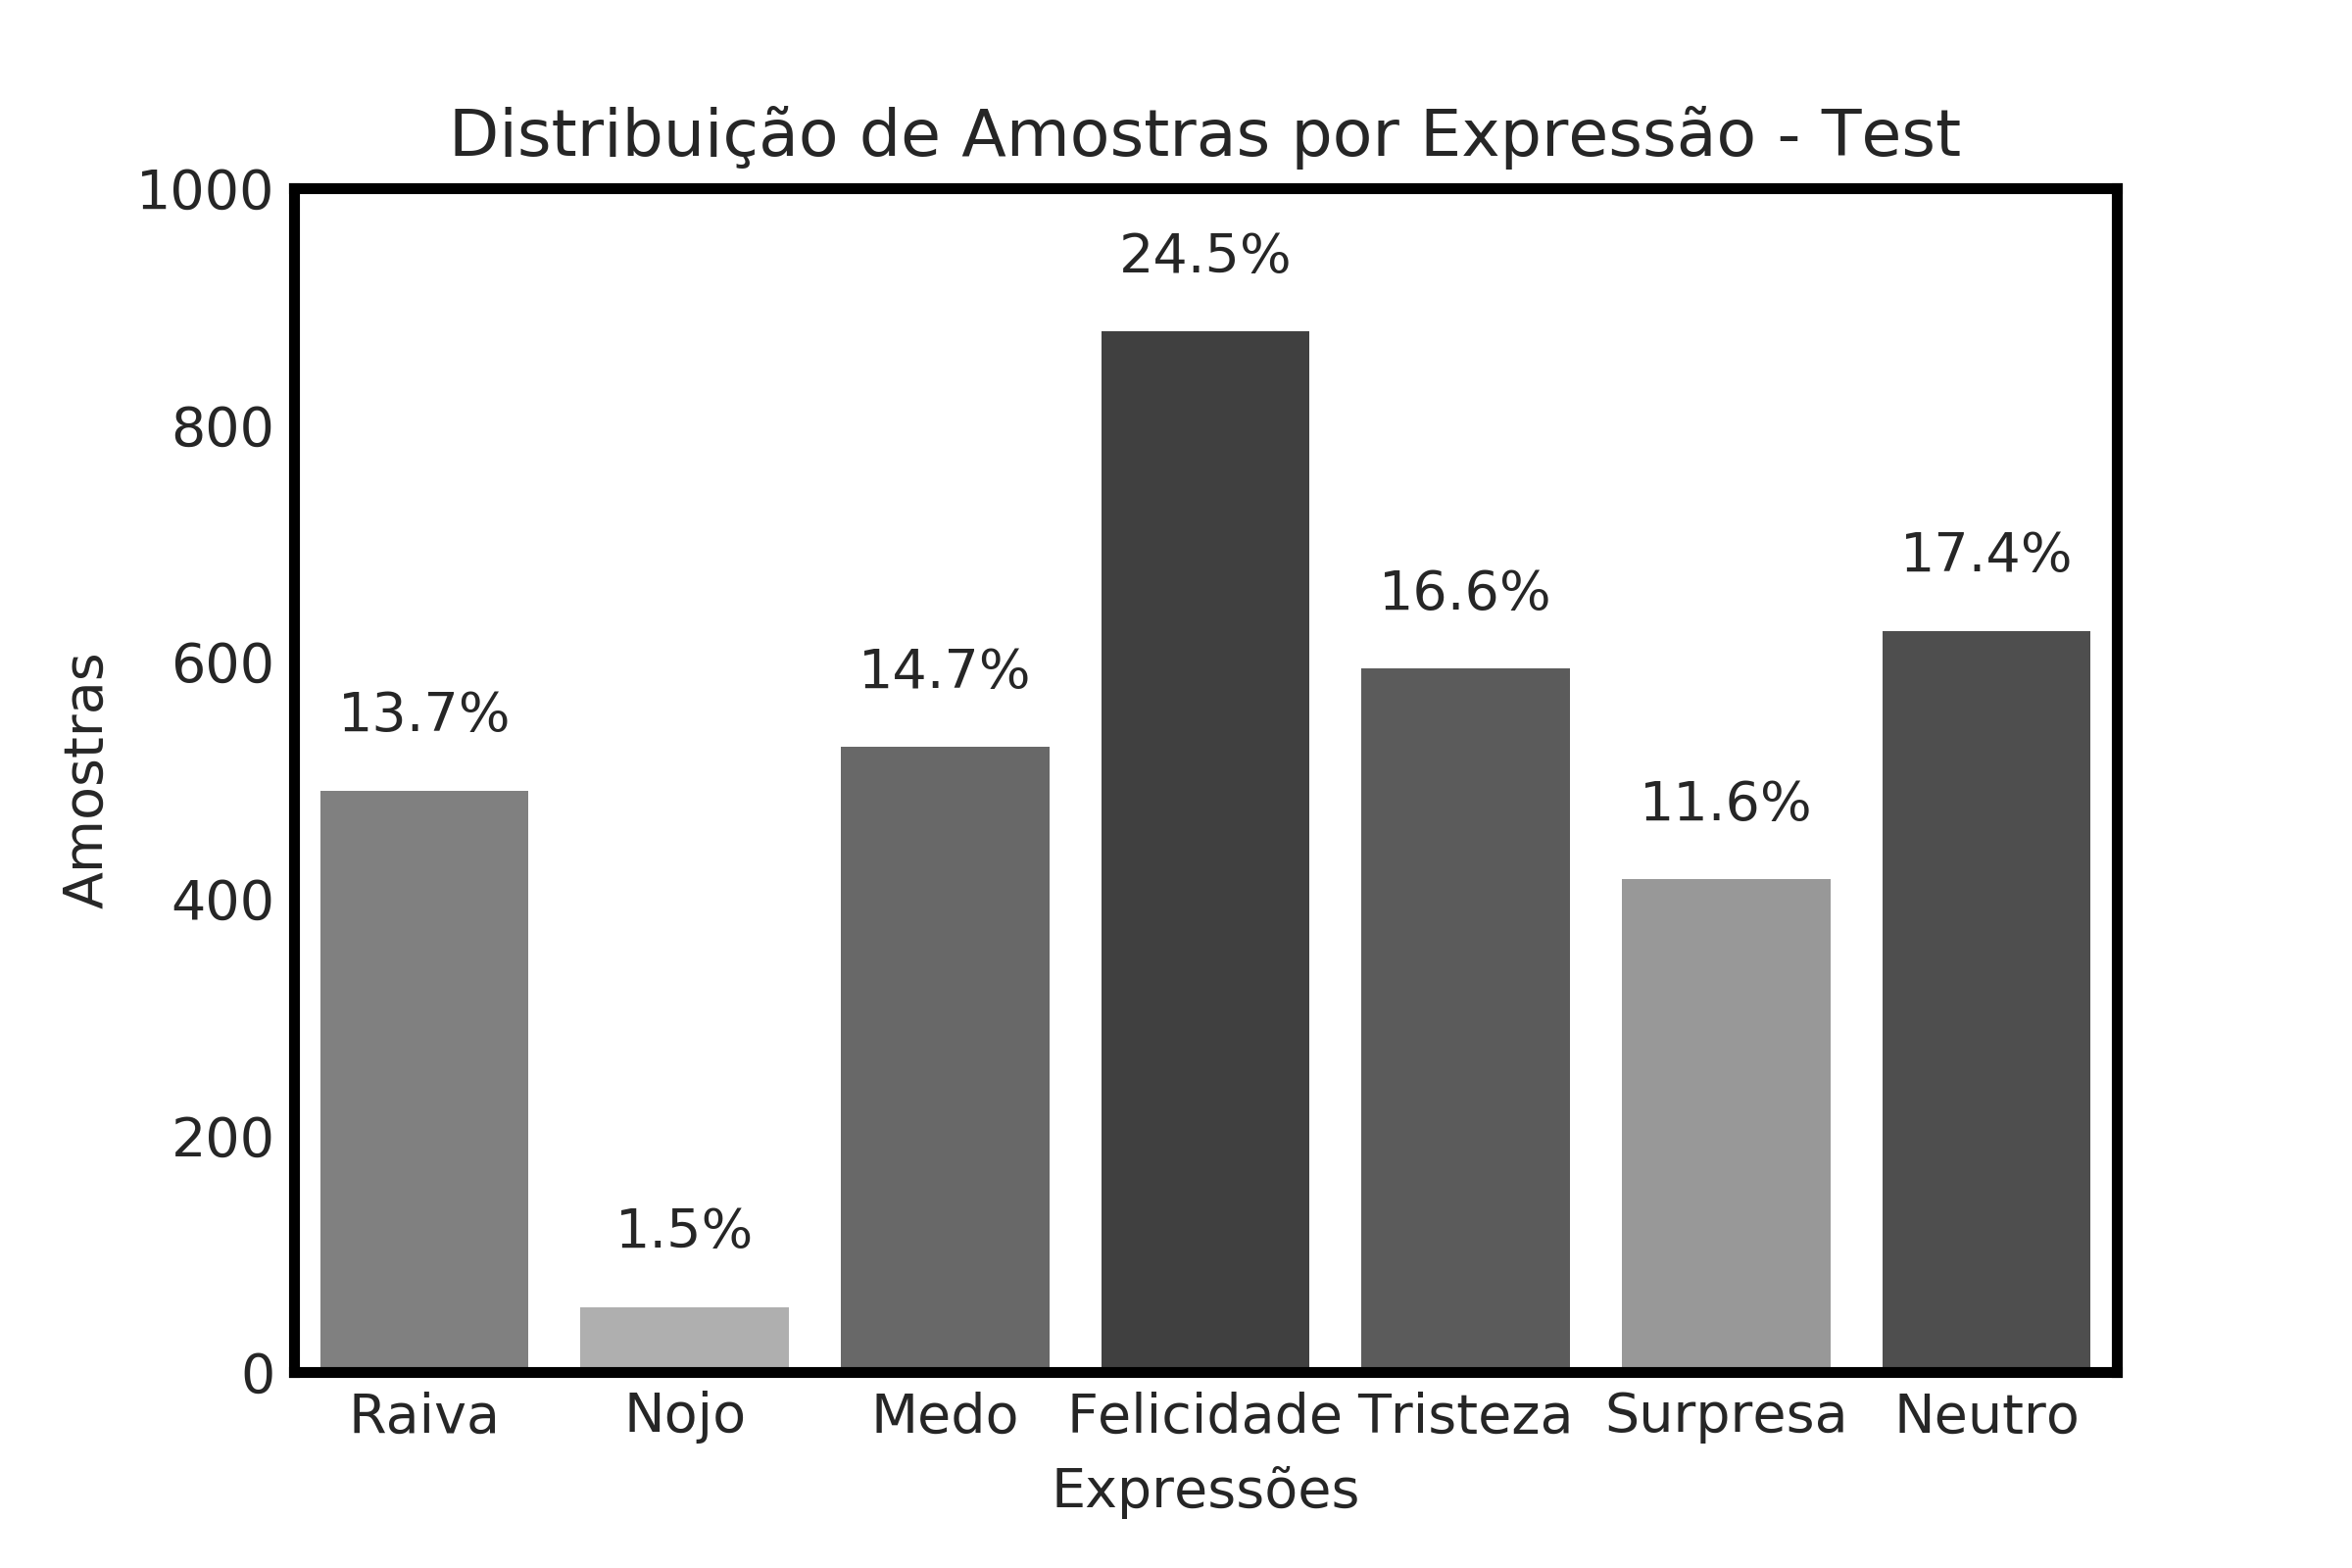 Distribuição de Amostras por Expressão - Test
1000
800
600
400
200
0
Amostras
13.7%
1.5%
14.7%
24.5%
16.6%
11.6%
17.4%
Raiva
Nojo
Medo
Felicidade
Tristeza
Surpresa
Neutro
Expressões